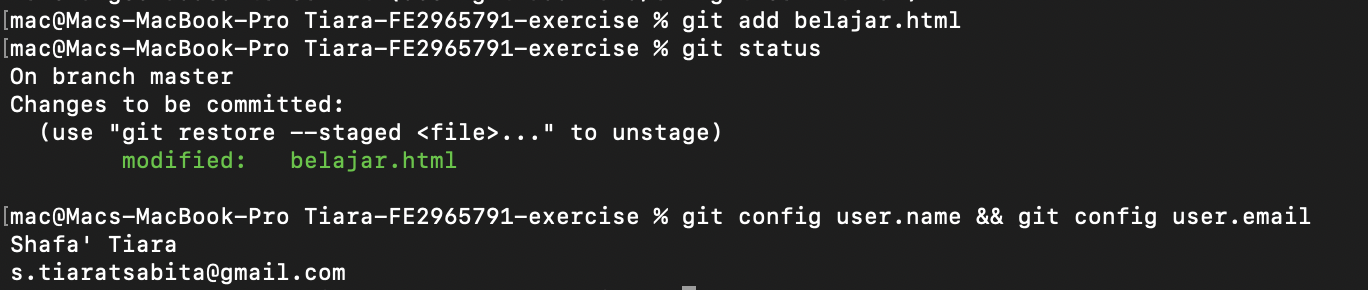 [mac@Macs-MacBook-Pro Tiara-FE2965791-exercise % git add belajar.html
[mac@Macs-MacBook-Pro Tiara-FE2965791-exercise % git status
On branch master
Changes to be committed:
  (use "git restore --staged <file>..." to unstage)
        modified:   belajar.html

[mac@Macs-MacBook-Pro Tiara-FE2965791-exercise % git config user.name && git config user.email
Shafa' Tiara
s.tiaratsabita@gmail.com